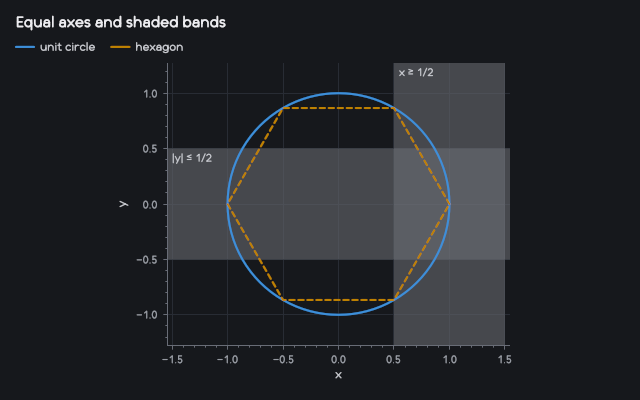 Equal axes and shaded bands
unit circle
hexagon
x ≥ 1/2
|y| ≤ 1/2
1.0
0.5
0.0
−0.5
−1.0
y
−1.5
−1.0
−0.5
0.0
0.5
1.0
1.5
x